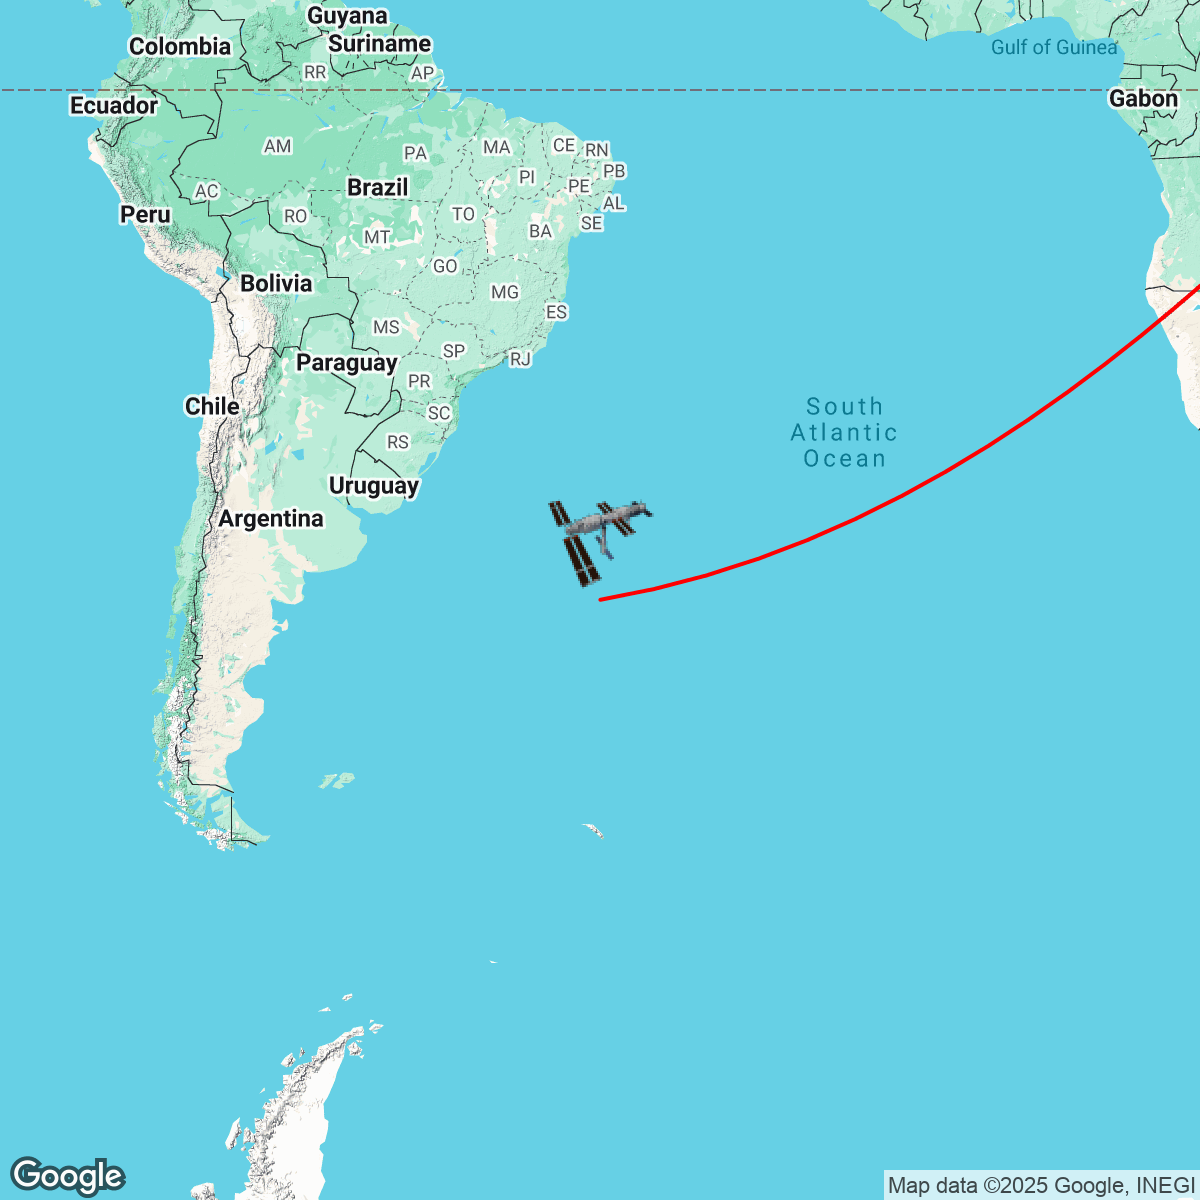 Guyana
Colombia
Suriname
Gulf of Guinea
RR
AP
Ecuador
Gabon
AM
PA
MA
CE
RN
PI
PB
AC
Brazil
PE
Peru
RO
TO
AL
MT
BA
SE
GO
Bolivia
MG
MS
ES
Paraguay
SP
RJ
PR
Chile
SC
South
Atlantic
Ocean
RS
Uruguay
Argentina
Google
Map data ©2025 Google, INEGI